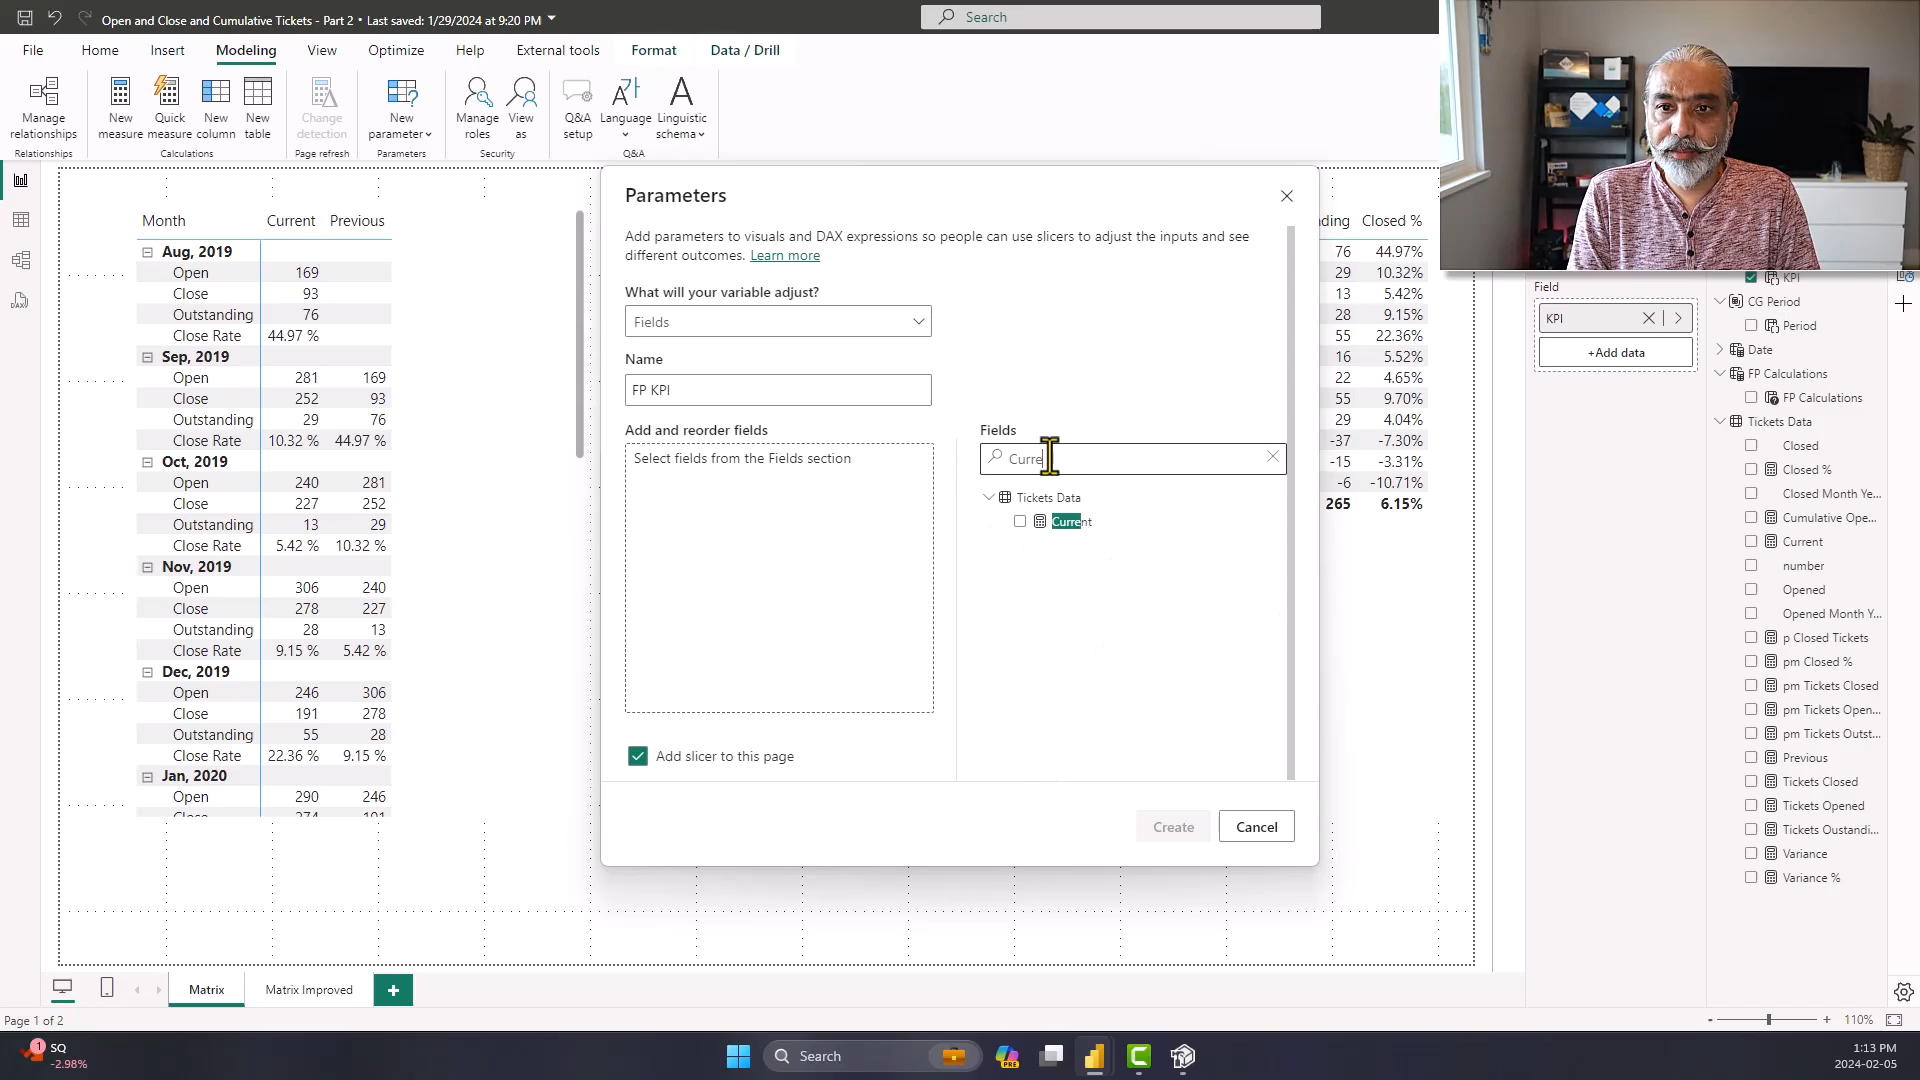 Open and Close and Cumulative Tickets - Part 2 • Last saved: 1/29/2024 at 9:20 PM
Search
File Home Insert Modeling View Optimize Help External tools Format Data / Drill
Manage relationships
Relationships
New measure
Quick measure
New column
New table
Calculations
Change detection
Page refresh
New parameter
Parameters
Manage roles
View as
Security
Q&A setup
Language
Linguistic schema
Q&A
Month Current Previous
Aug, 2019
Open 169
Close 93
Outstanding 76
Close Rate 44.97 %
Sep, 2019
Open 281 169
Close 252 93
Outstanding 29 76
Close Rate 10.32 % 44.97 %
Oct, 2019
Open 240 281
Close 227 252
Outstanding 13 29
Close Rate 5.42 % 10.32 %
Nov, 2019
Open 306 240
Close 278 227
Outstanding 28 13
Close Rate 9.15 % 5.42 %
Dec, 2019
Open 246 306
Close 191 278
Outstanding 55 28
Close Rate 22.36 % 9.15 %
Jan, 2020
Open 290 246
Parameters
Add parameters to visuals and DAX expressions so people can use slicers to adjust the inputs and see
different outcomes. Learn more
What will your variable adjust?
Fields
Name
FP KPI
Add and reorder fields
Select fields from the Fields section
Add slicer to this page
Fields
Curre
Tickets Data
Current
Create
Cancel
nding Closed %
76 44.97%
29 10.32%
13 5.42%
28 9.15%
55 22.36%
16 5.52%
22 4.65%
55 9.70%
29 4.04%
-37 -7.30%
-15 -3.31%
-6 -10.71%
265 6.15%
Field
KPI
+Add data
KPI
CG Period
Period
Date
FP Calculations
FP Calculations
Tickets Data
Closed
Closed %
Closed Month Ye...
Cumulative Ope...
Current
number
Opened
Opened Month Y...
p Closed Tickets
pm Closed %
pm Tickets Closed
pm Tickets Open...
pm Tickets Outst...
Previous
Tickets Closed
Tickets Opened
Tickets Oustandi...
Variance
Variance %
Matrix
Matrix Improved
Page 1 of 2
110%
1
SQ
-2.98%
Search
PRE
1:13 PM
2024-02-05